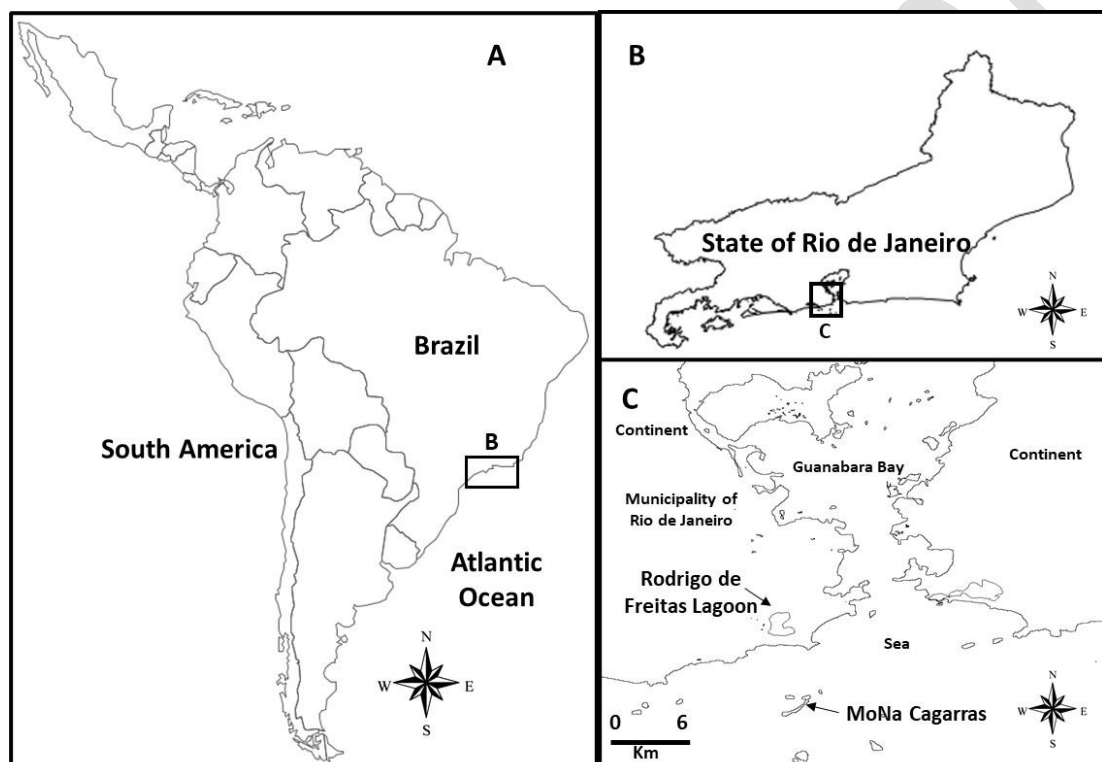 A
Brazil
South America
B
Atlantic
Ocean
N
W
E
S
B
State of Rio de Janeiro
C
N
W
E
S
C
Continent
Guanabara Bay
Continent
Municipality of
Rio de Janeiro
Rodrigo de
Freitas Lagoon
Sea
MoNa Cagarras
0 6
Km
N
W
E
S